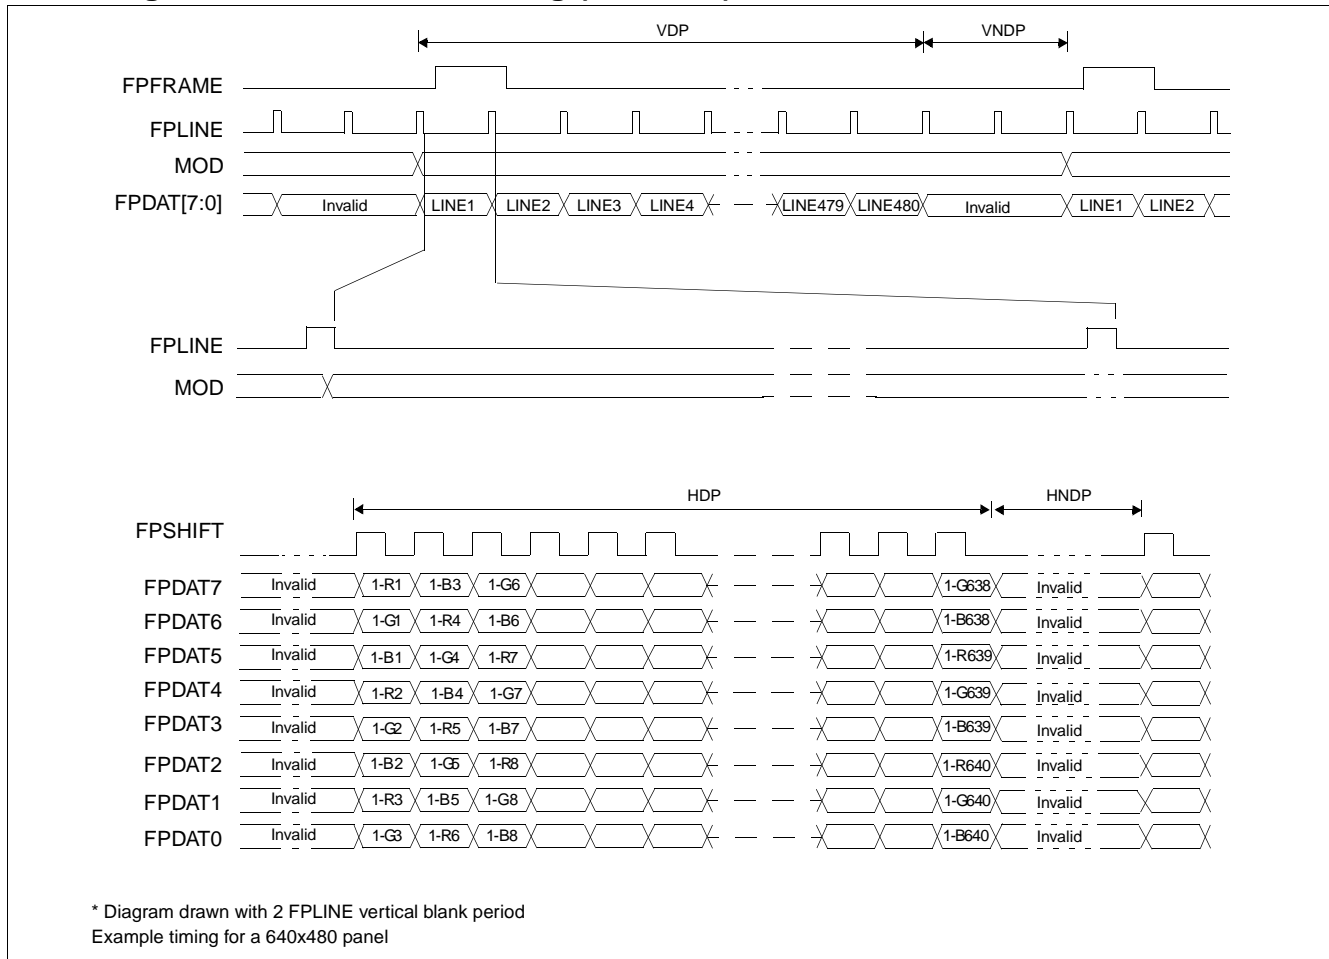 VDP VNDP
FPFRAME
FPLINE
MOD
FPDAT[7:0] Invalid LINE1 LINE2 LINE3 LINE4 LINE479 LINE480 Invalid LINE1 LINE2
FPLINE
MOD
HDP HNDP
FPSHIFT
FPDAT7 Invalid 1-R1 1-B3 1-G6 1-G638 Invalid
FPDAT6 Invalid 1-G1 1-R4 1-B6 1-B638 Invalid
FPDAT5 Invalid 1-B1 1-G4 1-R7 1-R639 Invalid
FPDAT4 Invalid 1-R2 1-B4 1-G7 1-G639 Invalid
FPDAT3 Invalid 1-G2 1-R5 1-B7 1-B639 Invalid
FPDAT2 Invalid 1-B2 1-G5 1-R8 1-R640 Invalid
FPDAT1 Invalid 1-R3 1-B5 1-G8 1-G640 Invalid
FPDAT0 Invalid 1-G3 1-R6 1-B8 1-B640 Invalid
* Diagram drawn with 2 FPLINE vertical blank period
Example timing for a 640x480 panel